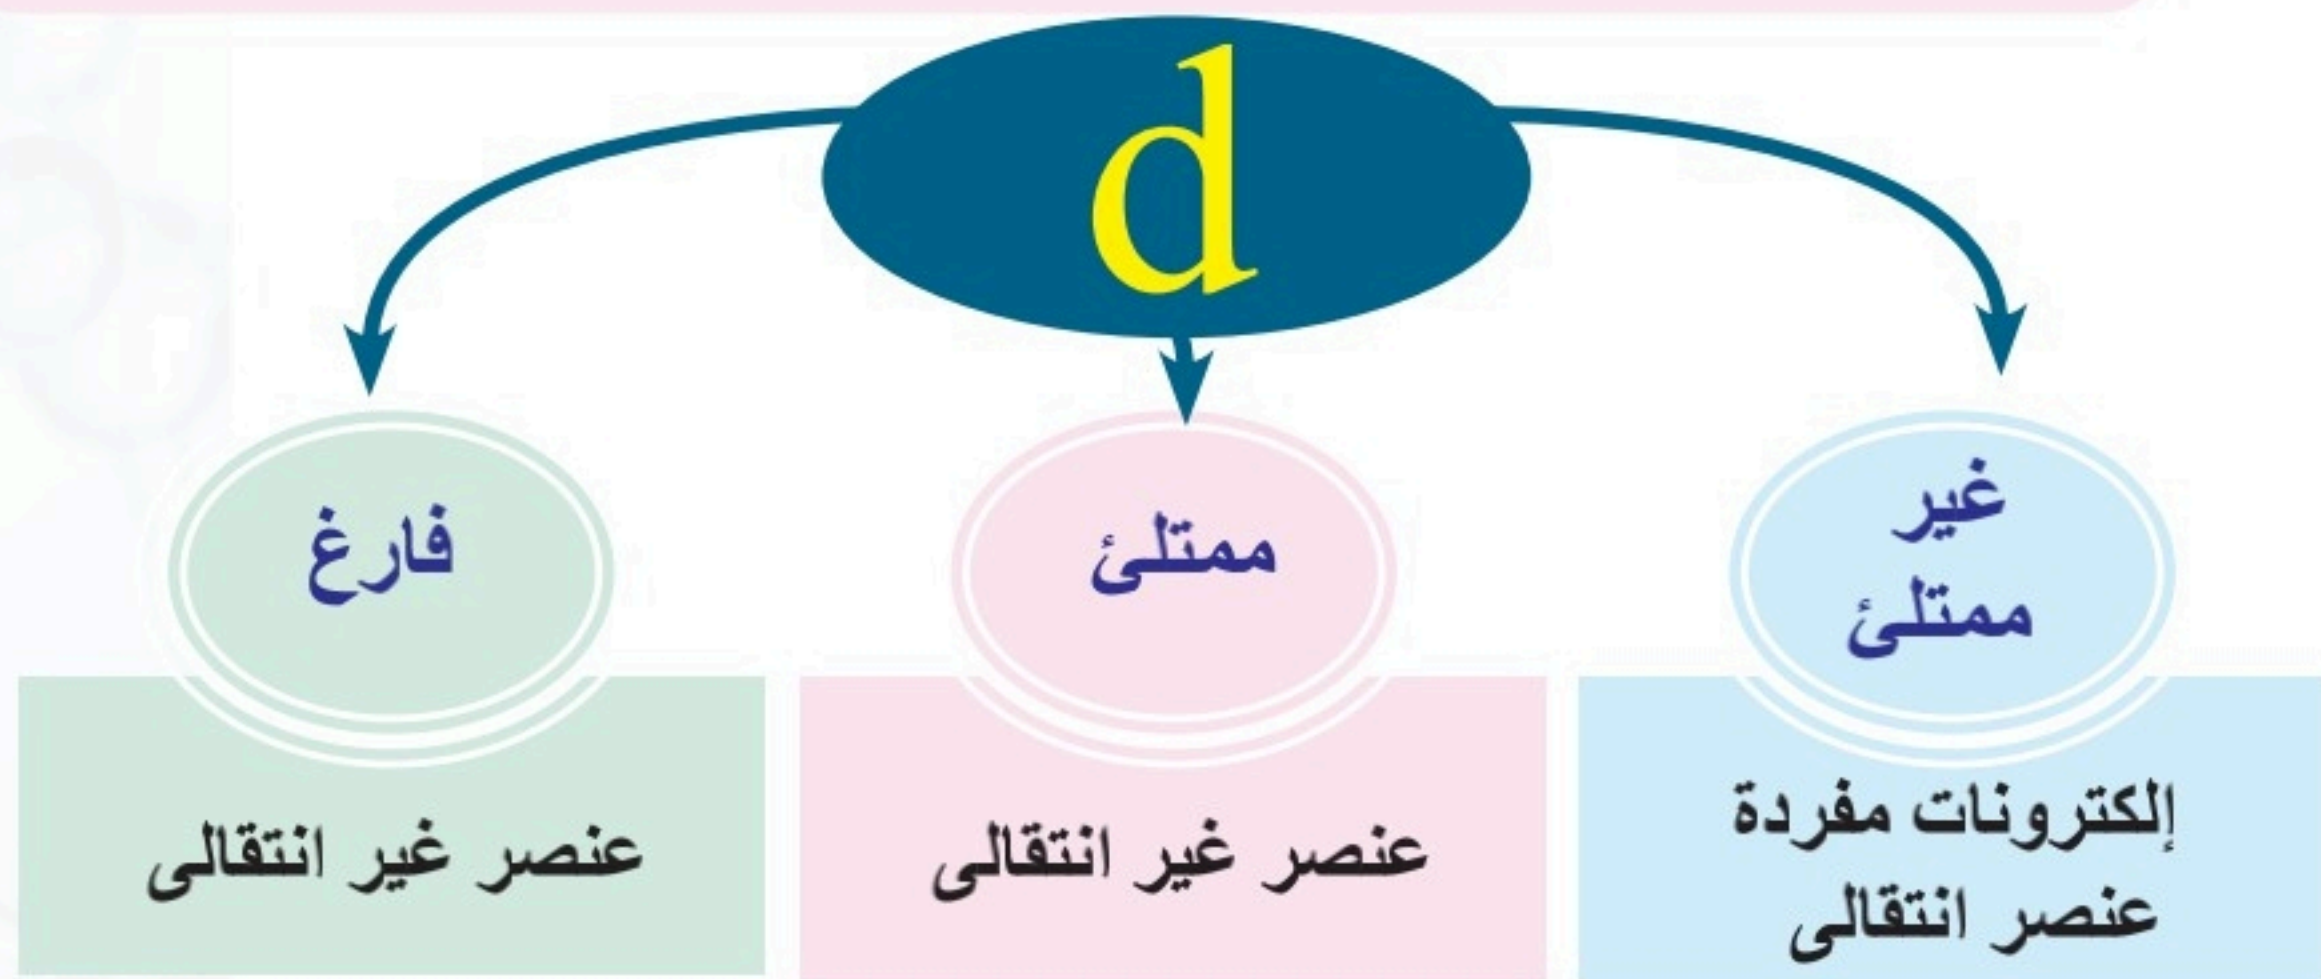 d
غير
ممتلئ
إلكترونات مفردة
عنصر انتقالى
ممتلئ
عنصر غير انتقالى
فارغ
عنصر غير انتقالى